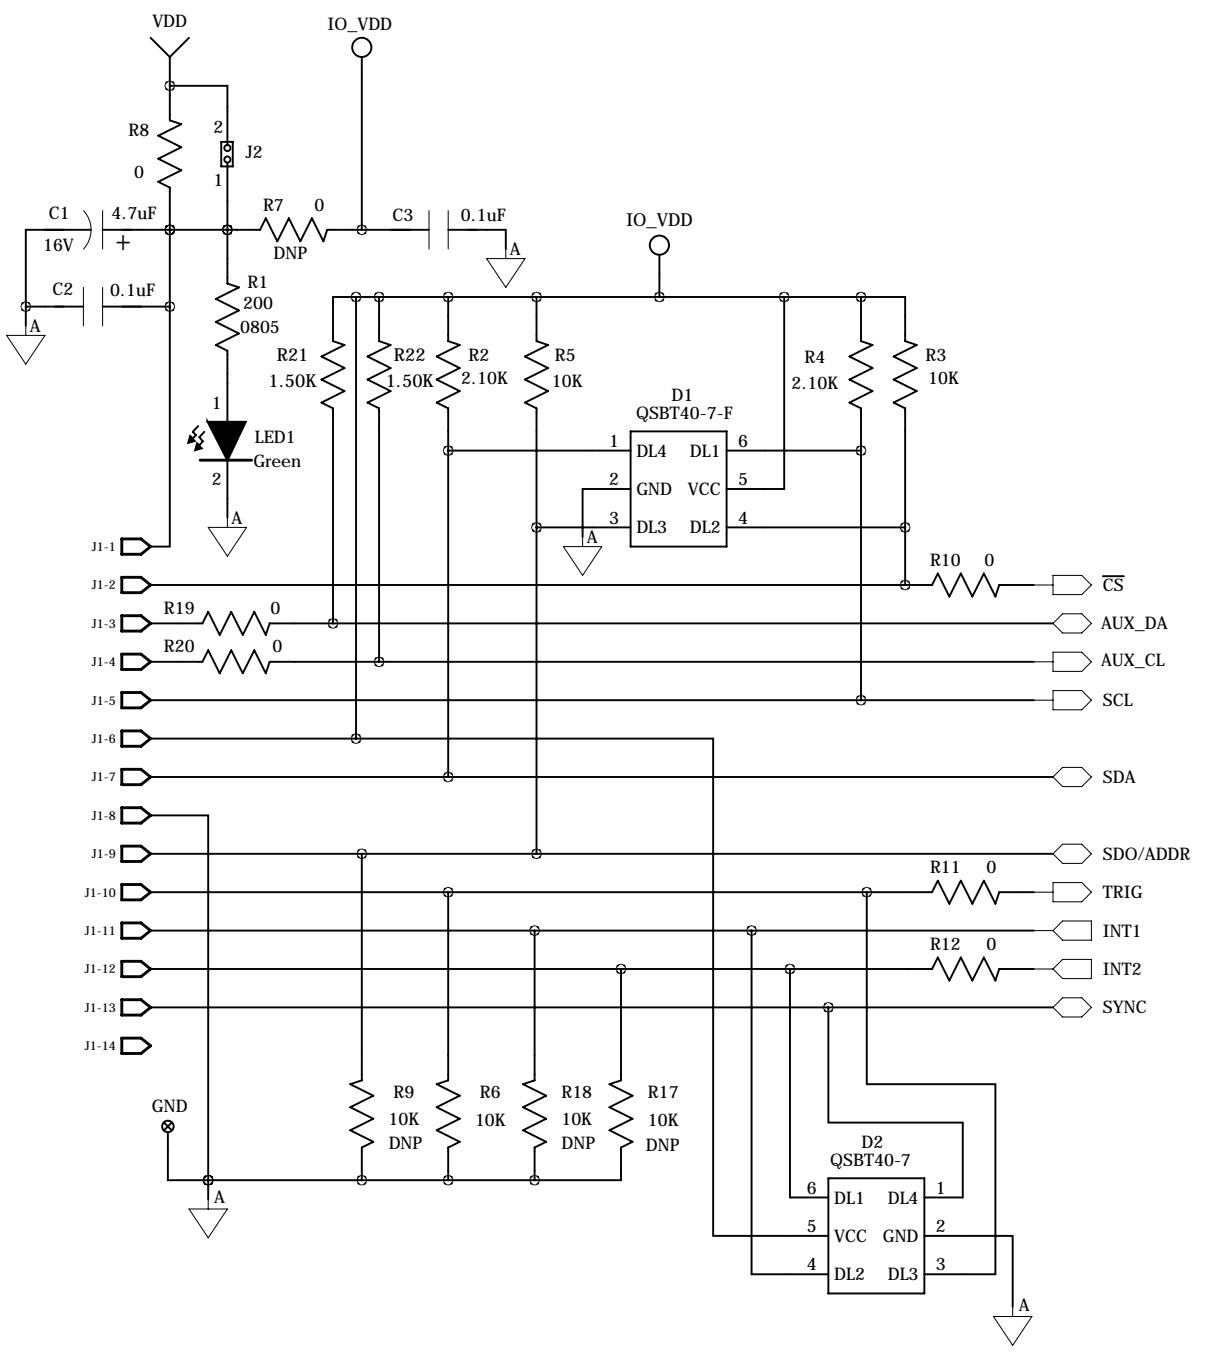 VDD
IO_VDD
R8
0
2
J2
1
C1
4.7uF
16V
+
R7
0
DNP
C3
0.1uF
A
IO_VDD
C2
0.1uF
A
R1
200
0805
R21
1.50K
R22
1.50K
R2
2.10K
R5
10K
R4
2.10K
R3
10K
D1
QSBT40-7-F
1
DL4
DL1
6
2
GND
VCC
5
3
DL3
DL2
4
A
1
LED1
Green
2
A
J1-1
J1-2
R10
0
CS
J1-3
R19
0
AUX_DA
J1-4
R20
0
AUX_CL
J1-5
SCL
J1-6
J1-7
SDA
J1-8
J1-9
SDO/ADDR
J1-10
R11
0
TRIG
J1-11
INT1
J1-12
R12
0
INT2
J1-13
SYNC
J1-14
GND
R9
10K
DNP
R6
10K
R18
10K
DNP
R17
10K
DNP
A
D2
QSBT40-7
6
DL1
DL4
1
5
VCC
GND
2
4
DL2
DL3
3
A